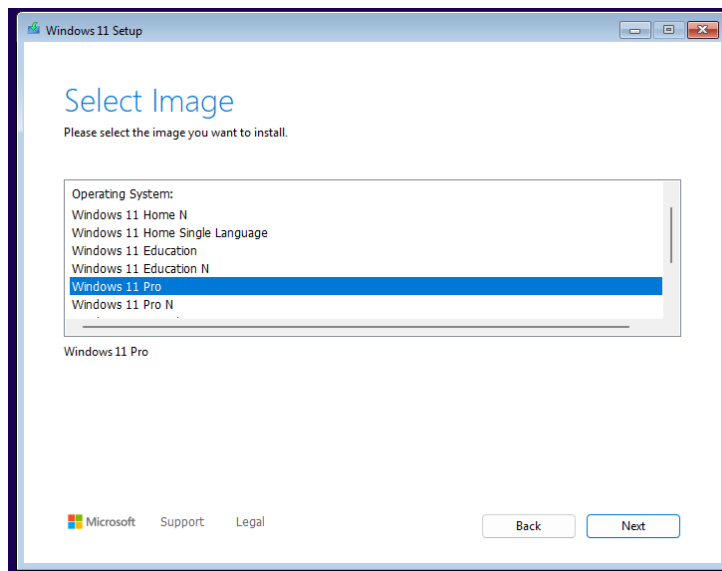 Windows 11 Setup
Select Image
Please select the image you want to install.
Operating System:
Windows 11 Home N
Windows 11 Home Single Language
Windows 11 Education
Windows 11 Education N
Windows 11 Pro
Windows 11 Pro N
Windows 11 Pro
Microsoft Support Legal Back Next